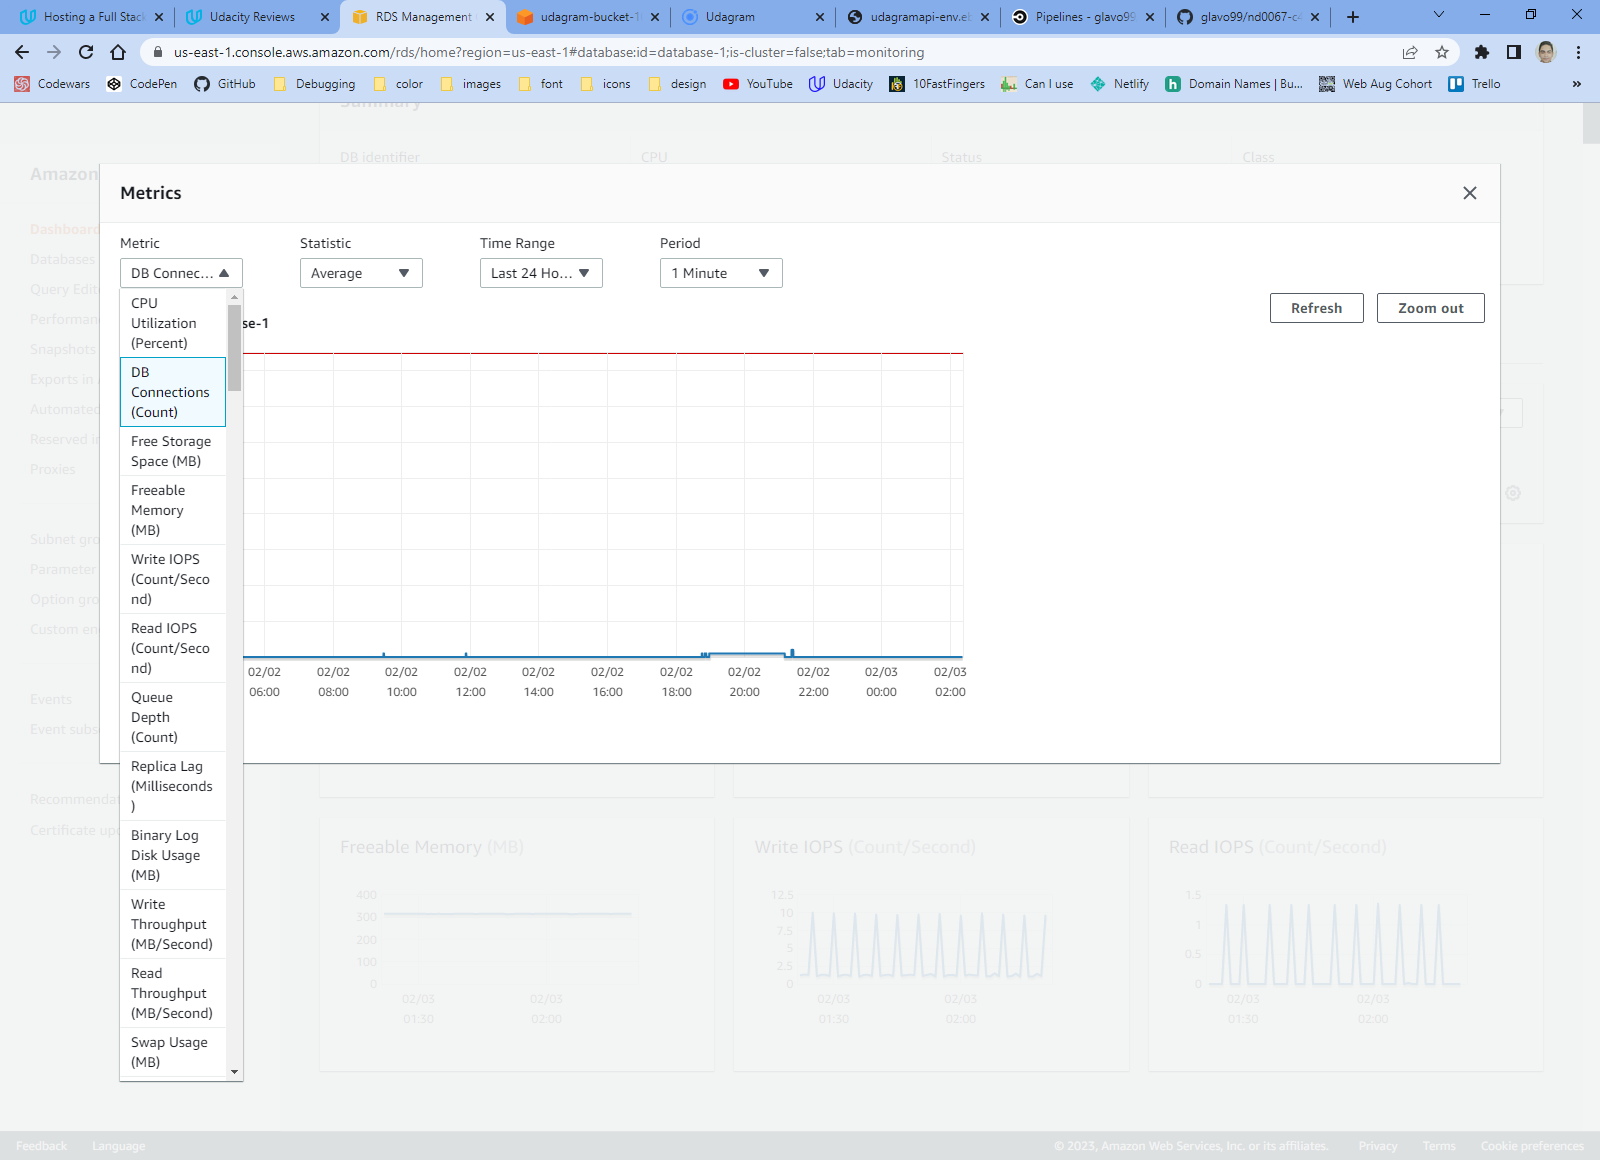 Hosting a Full Stack
Udacity Reviews
RDS Management
udagram-bucket-1
Udagram
udagramapi-env.eb
Pipelines - glavo99
glavo99/nd0067-c4
us-east-1.console.aws.amazon.com/rds/home?region=us-east-1#database:id=database-1;is-cluster=false;tab=monitoring
Codewars
CodePen
GitHub
Debugging
color
images
font
icons
design
YouTube
Udacity
10FastFingers
Can I use
Netlify
Domain Names | Bu...
Web Aug Cohort
Trello
»
Summary
DB identifier
CPU
Status
Class
Amazon
Dashboard
Databases
Query Edit
Performan
Snapshots
Exports in
Automated
Reserved in
Proxies
Subnet gro
Parameter
Option gro
Custom en
Events
Event subs
Recommendat
Certificate upd
Metrics
Metric
Statistic
Time Range
Period
DB Connec...
Average
Last 24 Ho...
1 Minute
Refresh
Zoom out
se-1
CPU
Utilization
(Percent)
DB
Connections
(Count)
Free Storage
Space (MB)
Freeable
Memory
(MB)
Write IOPS
(Count/Seco
nd)
Read IOPS
(Count/Seco
nd)
Queue
Depth
(Count)
Replica Lag
(Milliseconds
)
Binary Log
Disk Usage
(MB)
Write
Throughput
(MB/Second)
Read
Throughput
(MB/Second)
Swap Usage
(MB)
02/02 02/02 02/02 02/02 02/02 02/02 02/02 02/02 02/02 02/03 02/03
06:00 08:00 10:00 12:00 14:00 16:00 18:00 20:00 22:00 00:00 02:00
Freeable Memory (MB)
400
300
200
100
0
02/03 02/03
01:30 02:00
Write IOPS (Count/Second)
12.5
10
7.5
5
2.5
0
02/03 02/03
01:30 02:00
Read IOPS (Count/Second)
1.5
1
0.5
0
02/03 02/03
01:30 02:00
Feedback
Language
© 2023, Amazon Web Services, Inc. or its affiliates.
Privacy
Terms
Cookie preferences